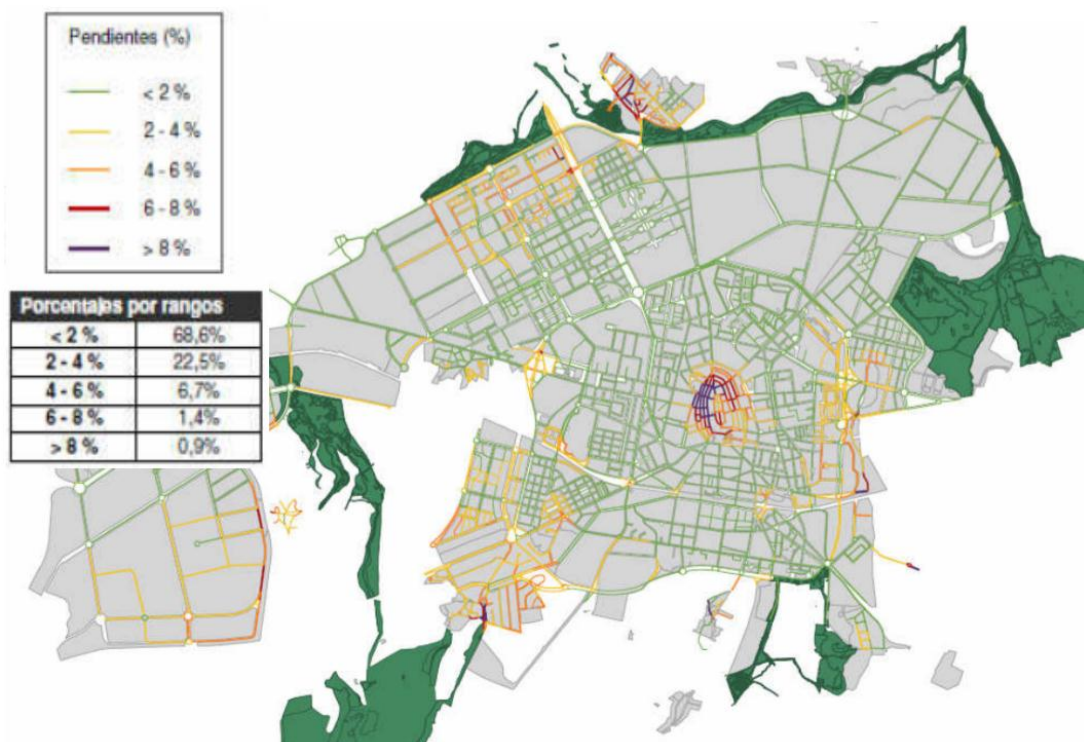 Pendientes (%)
< 2 %
2 - 4 %
4 - 6 %
6 - 8 %
> 8 %
Porcentajes por rangos
< 2 % 68,6%
2 - 4 % 22,5%
4 - 6 % 6,7%
6 - 8 % 1,4%
> 8 % 0,9%